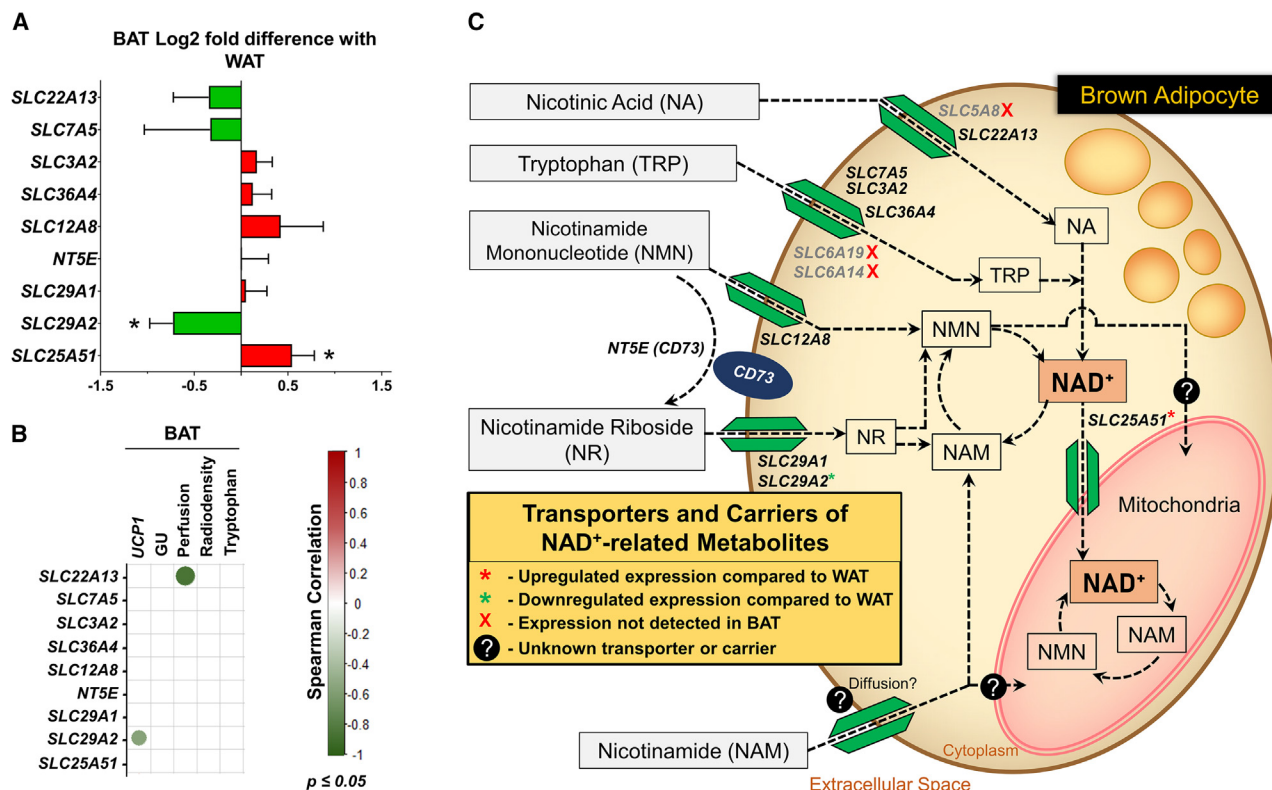 A
BAT Log2 fold difference with
WAT
SLC22A13
SLC7A5
SLC3A2
SLC36A4
SLC12A8
NT5E
SLC29A1
SLC29A2
SLC25A51
*
*
-1.5
-0.5
0.5
1.5
B
BAT
UCP1
GU
Perfusion
Radiodensity
Tryptophan
SLC22A13
SLC7A5
SLC3A2
SLC36A4
SLC12A8
NT5E
SLC29A1
SLC29A2
SLC25A51
Spearman Correlation
1
0.8
0.6
0.4
0.2
0
-0.2
-0.4
-0.6
-0.8
-1
p ≤ 0.05
C
Brown Adipocyte
Nicotinic Acid (NA)
SLC5A8 X
SLC22A13
Tryptophan (TRP)
SLC7A5
SLC3A2
SLC36A4
NA
Nicotinamide
Mononucleotide (NMN)
SLC6A19 X
SLC6A14 X
TRP
NMN
SLC12A8
NT5E (CD73)
CD73
NAD+
?
SLC25A51*
Nicotinamide Riboside
(NR)
NR
NAM
SLC29A1
SLC29A2*
Mitochondria
Transporters and Carriers of
NAD+-related Metabolites
* - Upregulated expression compared to WAT
* - Downregulated expression compared to WAT
X - Expression not detected in BAT
? - Unknown transporter or carrier
NAD+
NAM
NMN
? Diffusion?
?
Nicotinamide (NAM)
Cytoplasm
Extracellular Space